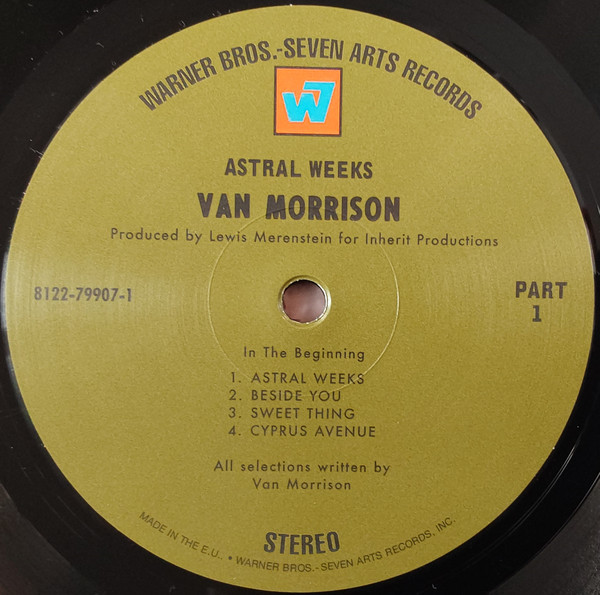 WARNER BROS.-SEVEN ARTS RECORDS
W7
ASTRAL WEEKS
VAN MORRISON
Produced by Lewis Merenstein for Inherit Productions
8122-79907-1
PART
1
In The Beginning
1. ASTRAL WEEKS
2. BESIDE YOU
3. SWEET THING
4. CYPRUS AVENUE
All selections written by
Van Morrison
STEREO
MADE IN THE E.U.. • WARNER BROS.- SEVEN ARTS RECORDS, INC.